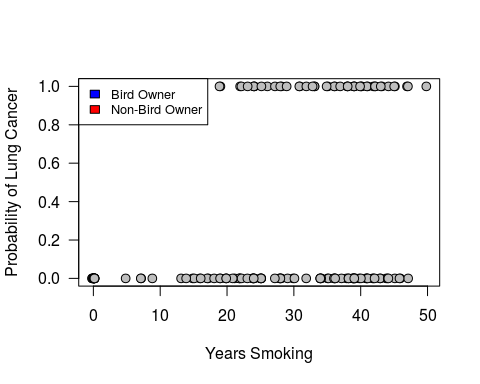 1.0
0.8
0.6
0.4
0.2
0.0
Probability of Lung Cancer
Bird Owner
Non-Bird Owner
0 10 20 30 40 50
Years Smoking